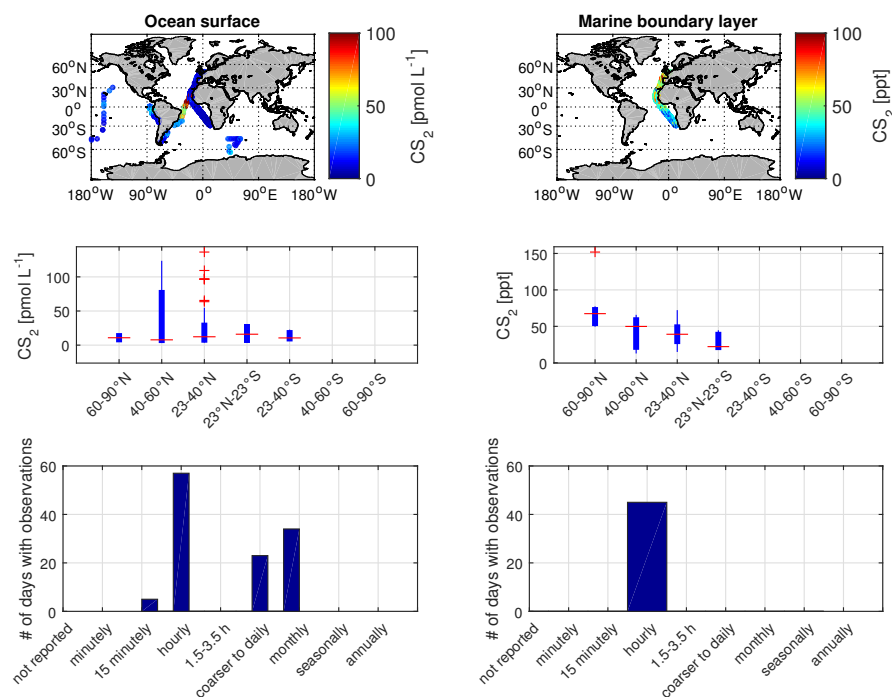 Ocean surface
Marine boundary layer
60°N
30°N
0°
30°S
60°S
180°W 90°W 0° 90°E 180°W
100
50
0
CS2 [pmol L-1]
60°N
30°N
0°
30°S
60°S
180°W 90°W 0° 90°E 180°W
100
50
0
CS2 [ppt]
CS2 [pmol L-1]
100
50
0
60-90°N
40-60°N
23-40°N
23°N-23°S
23-40°S
40-60°S
60-90°S
CS2 [ppt]
150
100
50
0
60-90°N
40-60°N
23-40°N
23°N-23°S
23-40°S
40-60°S
60-90°S
# of days with observations
60
40
20
0
not reported
minutely
15 minutely
hourly
1.5-3.5 h
coarser to daily
monthly
seasonally
annually
# of days with observations
60
40
20
0
not reported
minutely
15 minutely
hourly
1.5-3.5 h
coarser to daily
monthly
seasonally
annually